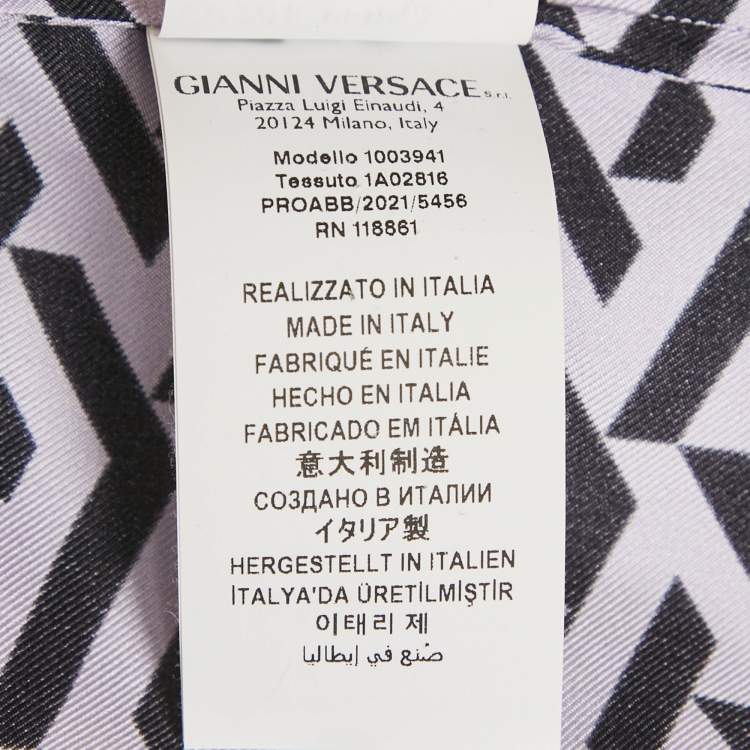 GIANNI VERSACE S.r.l.
Piazza Luigi Einaudi, 4
20124 Milano, Italy
Modello 1003941
Tessuto 1A02816
PROABB/2021/5456
RN 118861
REALIZZATO IN ITALIA
MADE IN ITALY
FABRIQUÉ EN ITALIE
HECHO EN ITALIA
FABRICADO EM ITÁLIA
意大利制造
СОЗДАНО В ИТАЛИИ
イタリア製
HERGESTELLT IN ITALIEN
İTALYA'DA ÜRETİLMİŞTİR
이태리 제
صنع في إيطاليا